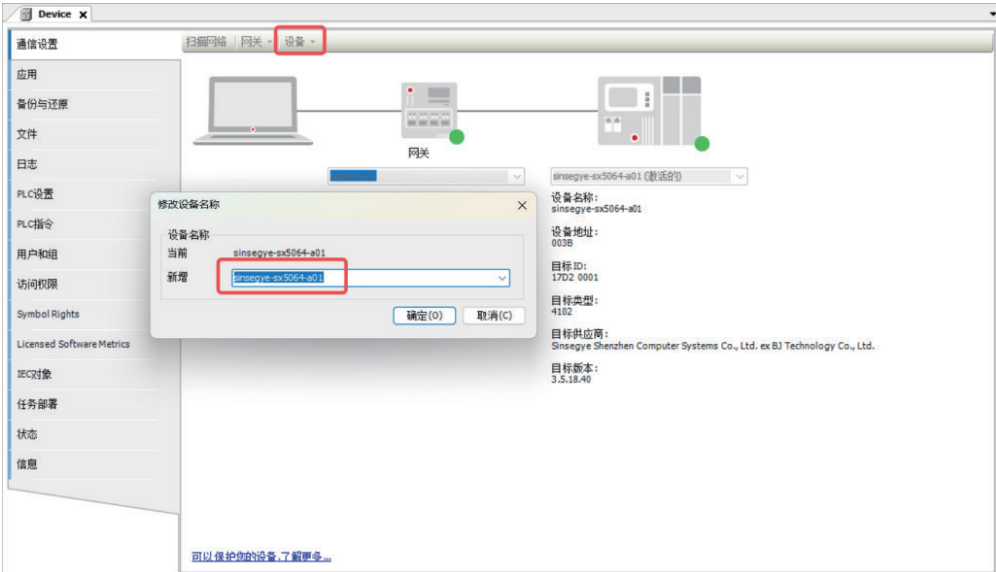 Device
通信设置
扫描网络
网关
设备
应用
备份与还原
文件
日志
PLC设置
PLC指令
用户和组
访问权限
Symbol Rights
Licensed Software Metrics
IEC对象
任务部署
状态
信息
网关
sinsegye-sx5064-a01 (激活的)
设备名称:
sinsegye-sx5064-a01
设备地址:
003B
目标ID:
17D2 0001
目标类型:
4102
目标供应商:
Sinsegye Shenzhen Computer Systems Co., Ltd. ex BJ Technology Co., Ltd.
目标版本:
3.5.18.40
修改设备名称
设备名称
当前 sinsegye-sx5064-a01
新增 sinsegye-sx5064-a01
确定(O) 取消(C)
可以保护您的设备.了解更多...